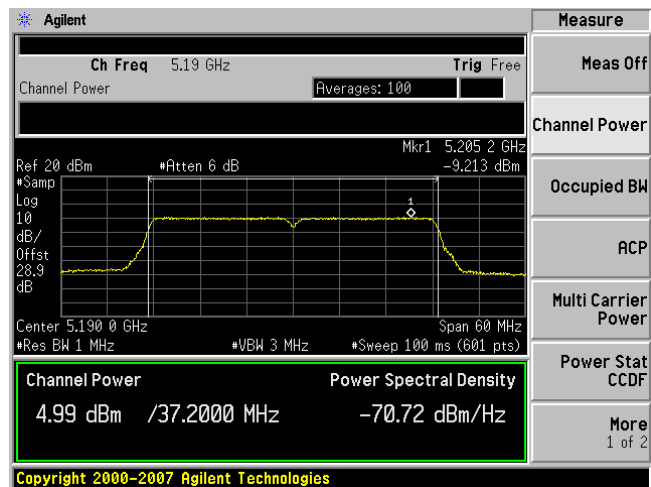 Agilent
Measure
Ch Freq 5.19 GHz Trig Free
Meas Off
Channel Power Averages: 100
Channel Power
Mkr1 5.205 2 GHz
Ref 20 dBm #Atten 6 dB -9.213 dBm
#Samp
Log
10
dB/
Offst
28.9
dB
1
Occupied BW
ACP
Multi Carrier
Power
Center 5.190 0 GHz Span 60 MHz
#Res BW 1 MHz #VBW 3 MHz #Sweep 100 ms (601 pts)
Power Stat
CCDF
Channel Power Power Spectral Density
4.99 dBm /37.2000 MHz -70.72 dBm/Hz
More
1 of 2
Copyright 2000-2007 Agilent Technologies